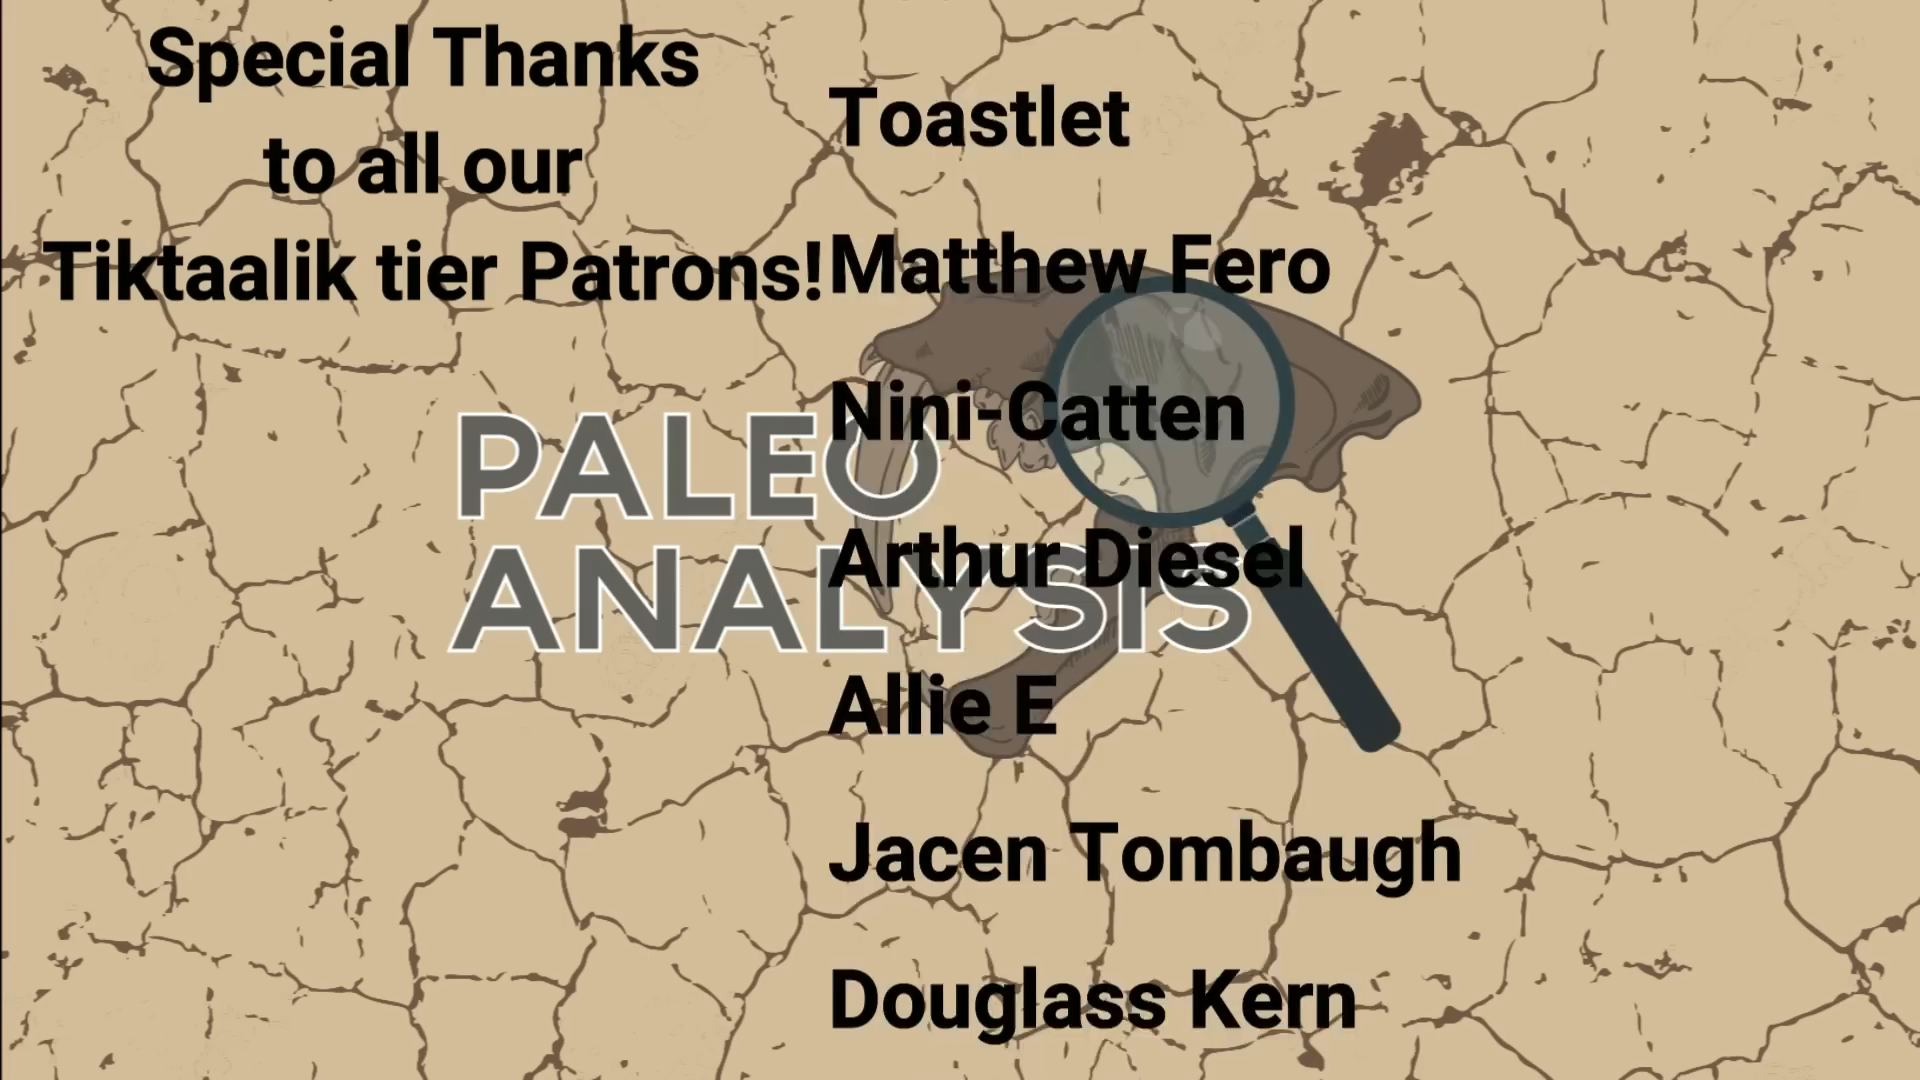 Special Thanks
to all our
Tiktaalik tier Patrons!
Toastlet
Matthew Fero
Nini-Catten
Arthur Diesel
Allie E
Jacen Tombaugh
Douglass Kern
PALEO
ANALYSIS